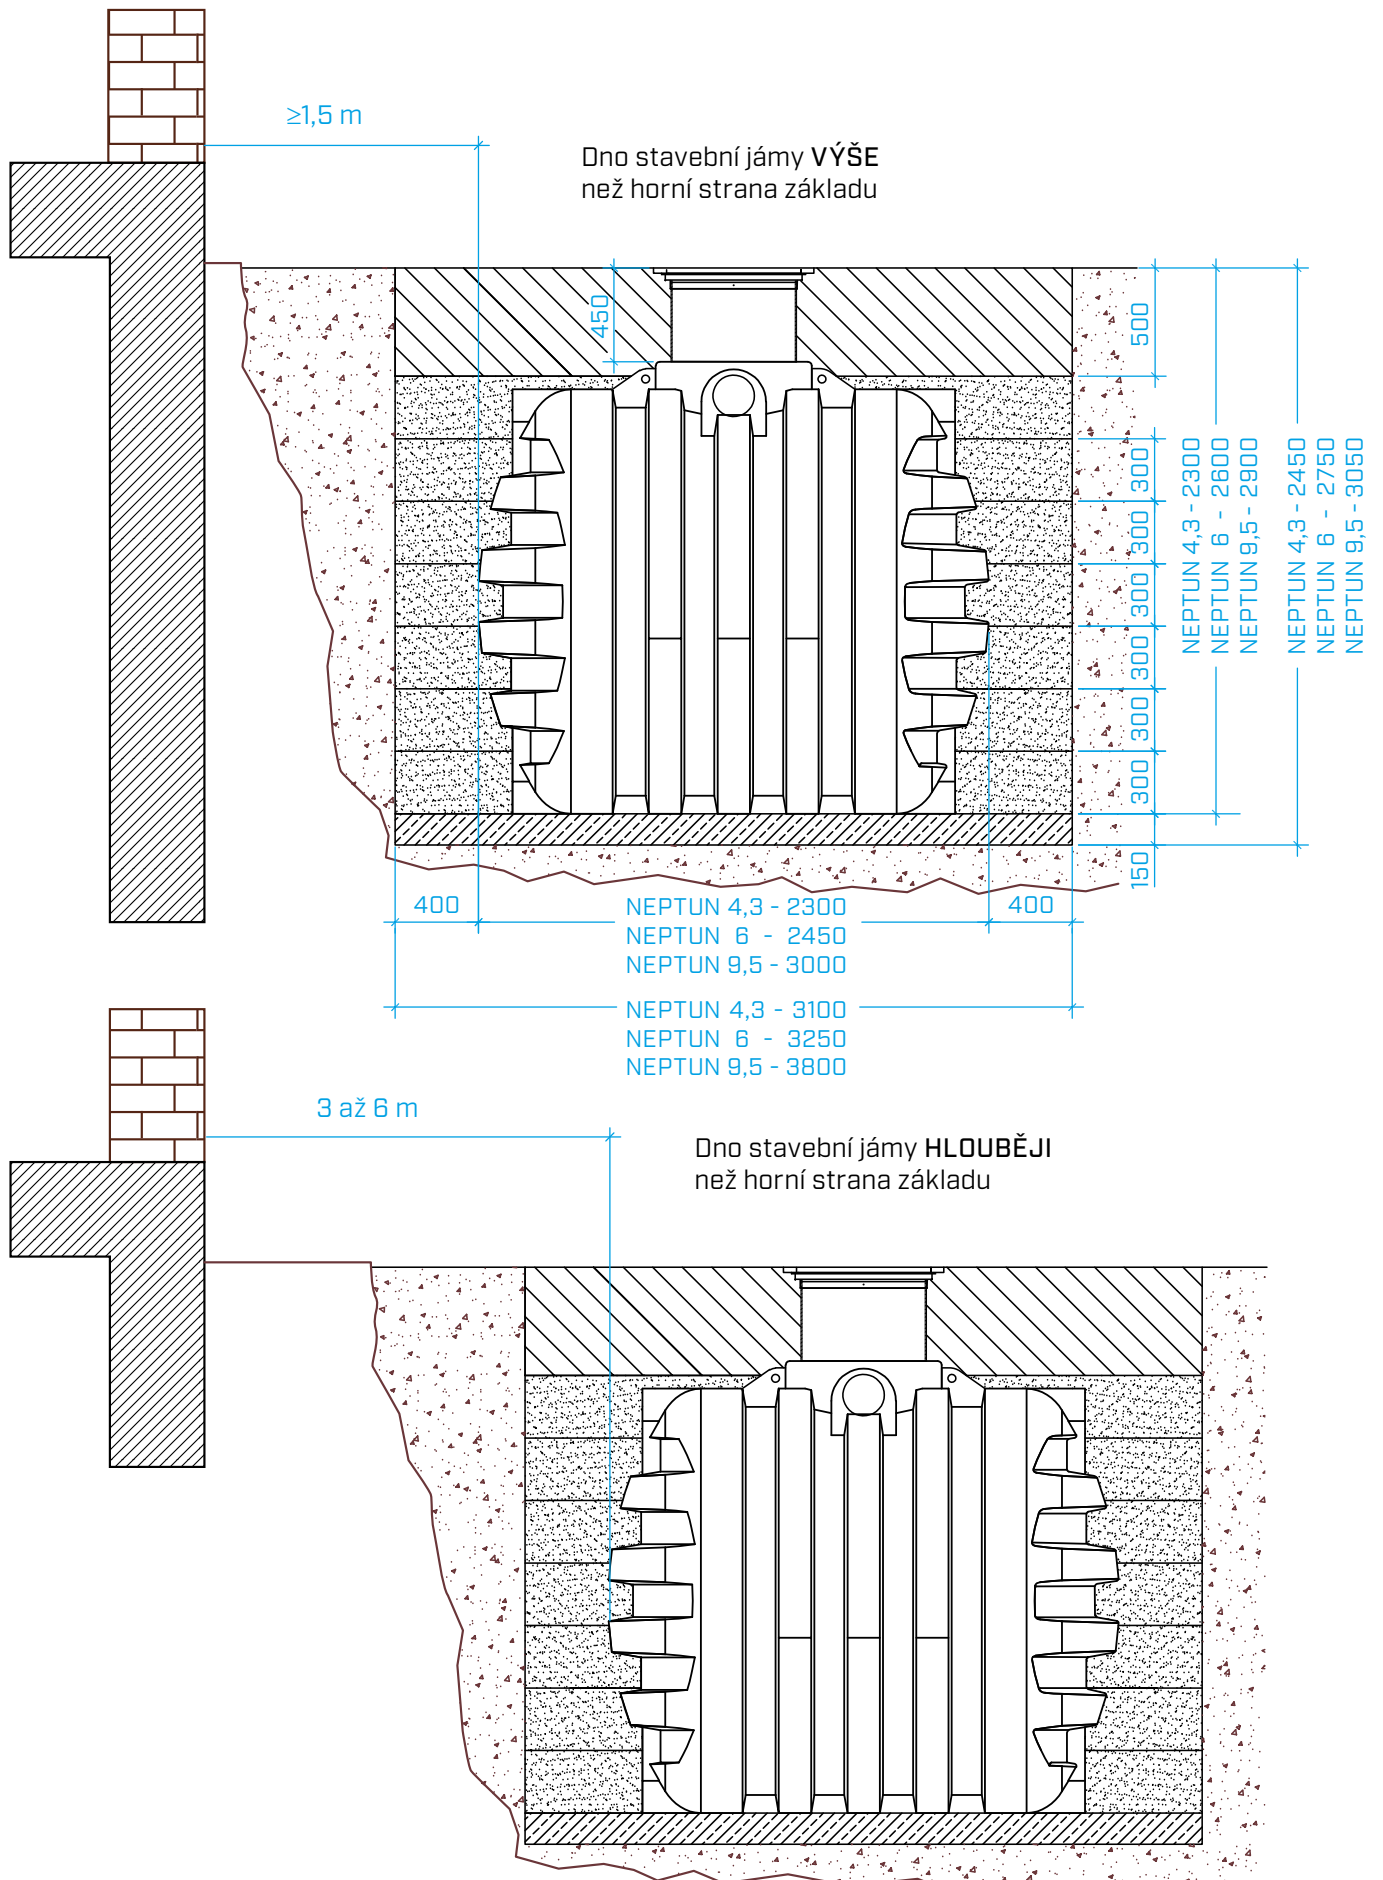 ≥1,5 m
Dno stavební jámy VÝŠE
než horní strana základu
450
500
300
300
300
300
300
300
150
NEPTUN 4,3 - 2300
NEPTUN 6 - 2600
NEPTUN 9,5 - 2900
NEPTUN 4,3 - 2450
NEPTUN 6 - 2750
NEPTUN 9,5 - 3050
400
NEPTUN 4,3 - 2300
NEPTUN 6 - 2450
NEPTUN 9,5 - 3000
400
NEPTUN 4,3 - 3100
NEPTUN 6 - 3250
NEPTUN 9,5 - 3800
3 až 6 m
Dno stavební jámy HLOUBĚJI
než horní strana základu